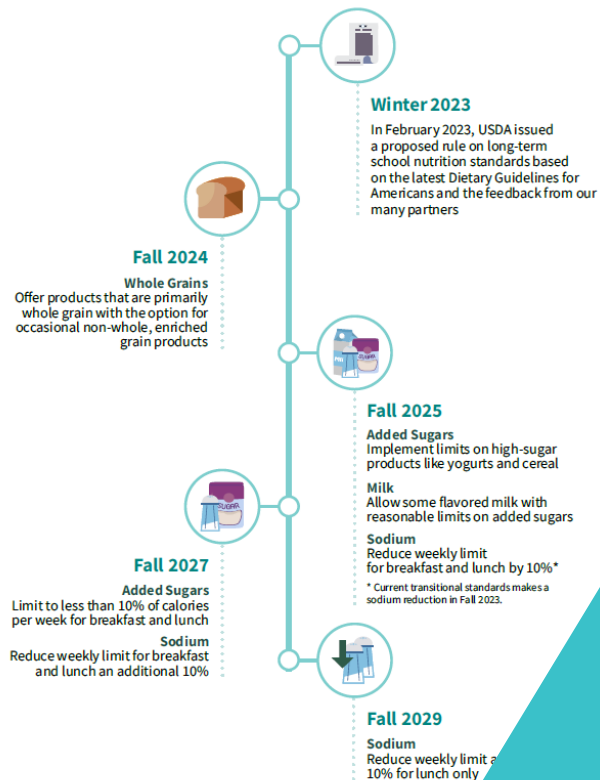 Winter 2023
In February 2023, USDA issued
a proposed rule on long-term
school nutrition standards based
on the latest Dietary Guidelines for
Americans and the feedback from our
many partners
Fall 2024
Whole Grains
Offer products that are primarily
whole grain with the option for
occasional non-whole, enriched
grain products
Fall 2025
Added Sugars
Implement limits on high-sugar
products like yogurts and cereal
Milk
Allow some flavored milk with
reasonable limits on added sugars
Sodium
Reduce weekly limit
for breakfast and lunch by 10%*
* Current transitional standards makes a
sodium reduction in Fall 2023.
Fall 2027
Added Sugars
Limit to less than 10% of calories
per week for breakfast and lunch
Sodium
Reduce weekly limit for breakfast
and lunch an additional 10%
Fall 2029
Sodium
Reduce weekly limit
10% for lunch only